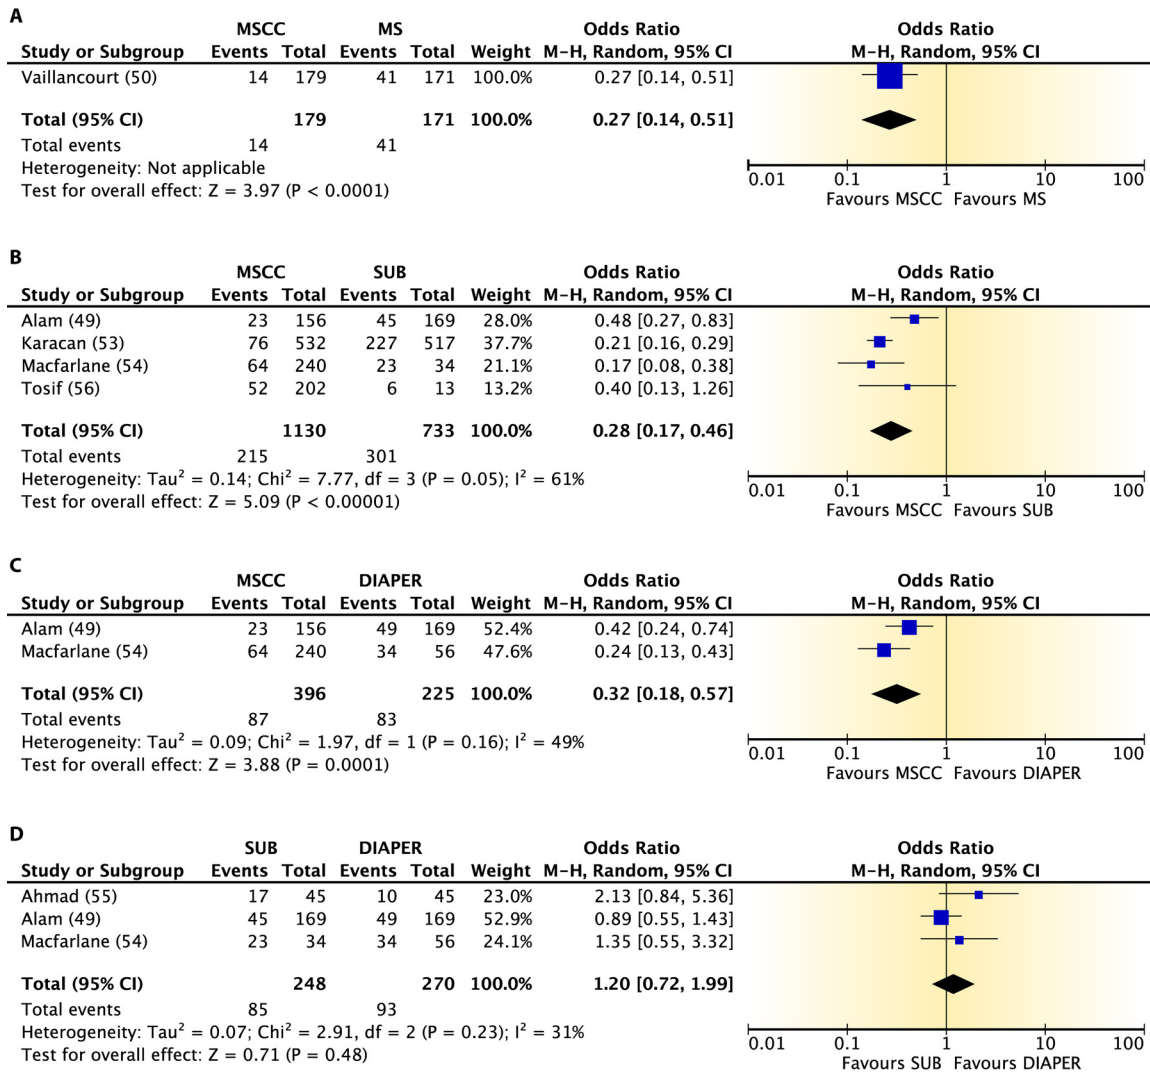 A
MSCC MS Odds Ratio Odds Ratio
Study or Subgroup Events Total Events Total Weight M-H, Random, 95% CI M-H, Random, 95% CI
Vaillancourt (50) 14 179 41 171 100.0% 0.27 [0.14, 0.51]
Total (95% CI) 179 171 100.0% 0.27 [0.14, 0.51]
Total events 14 41
Heterogeneity: Not applicable
Test for overall effect: Z = 3.97 (P < 0.0001)
0.01 0.1 1 10 100
Favours MSCC Favours MS
B
MSCC SUB Odds Ratio Odds Ratio
Study or Subgroup Events Total Events Total Weight M-H, Random, 95% CI M-H, Random, 95% CI
Alam (49) 23 156 45 169 28.0% 0.48 [0.27, 0.83]
Karacan (53) 76 532 227 517 37.7% 0.21 [0.16, 0.29]
Macfarlane (54) 64 240 23 34 21.1% 0.17 [0.08, 0.38]
Tosif (56) 52 202 6 13 13.2% 0.40 [0.13, 1.26]
Total (95% CI) 1130 733 100.0% 0.28 [0.17, 0.46]
Total events 215 301
Heterogeneity: Tau² = 0.14; Chi² = 7.77, df = 3 (P = 0.05); I² = 61%
Test for overall effect: Z = 5.09 (P < 0.00001)
0.01 0.1 1 10 100
Favours MSCC Favours SUB
C
MSCC DIAPER Odds Ratio Odds Ratio
Study or Subgroup Events Total Events Total Weight M-H, Random, 95% CI M-H, Random, 95% CI
Alam (49) 23 156 49 169 52.4% 0.42 [0.24, 0.74]
Macfarlane (54) 64 240 34 56 47.6% 0.24 [0.13, 0.43]
Total (95% CI) 396 225 100.0% 0.32 [0.18, 0.57]
Total events 87 83
Heterogeneity: Tau² = 0.09; Chi² = 1.97, df = 1 (P = 0.16); I² = 49%
Test for overall effect: Z = 3.88 (P = 0.0001)
0.01 0.1 1 10 100
Favours MSCC Favours DIAPER
D
SUB DIAPER Odds Ratio Odds Ratio
Study or Subgroup Events Total Events Total Weight M-H, Random, 95% CI M-H, Random, 95% CI
Ahmad (55) 17 45 10 45 23.0% 2.13 [0.84, 5.36]
Alam (49) 45 169 49 169 52.9% 0.89 [0.55, 1.43]
Macfarlane (54) 23 34 34 56 24.1% 1.35 [0.55, 3.32]
Total (95% CI) 248 270 100.0% 1.20 [0.72, 1.99]
Total events 85 93
Heterogeneity: Tau² = 0.07; Chi² = 2.91, df = 2 (P = 0.23); I² = 31%
Test for overall effect: Z = 0.71 (P = 0.48)
0.01 0.1 1 10 100
Favours SUB Favours DIAPER